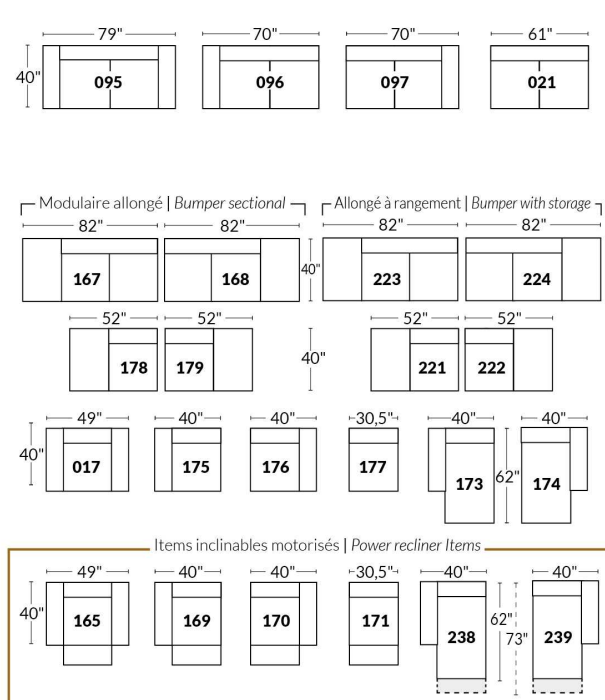 79" 70" 70" 61"
40" 095 096 097 021
Modulaire allongé | Bumper sectional Allongé à rangement | Bumper with storage
82" 82" 82" 82"
167 168 40" 223 224
52" 52" 52" 52"
178 179 40" 221 222
49" 40" 40" 30,5" 40" 40"
40" 017 175 176 177 173 62" 174
Items inclinables motorisés | Power recliner Items
49" 40" 40" 30,5" 40" 40"
40" 165 169 170 171 238 62" 73" 239